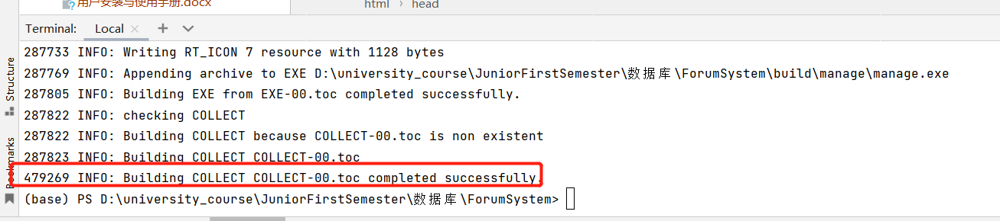 用户安装与使用手册.docx
html › head
Terminal: Local × +
Structure
287733 INFO: Writing RT_ICON 7 resource with 1128 bytes
287769 INFO: Appending archive to EXE D:\university_course\JuniorFirstSemester\数据库\ForumSystem\build\manage\manage.exe
287805 INFO: Building EXE from EXE-00.toc completed successfully.
287822 INFO: checking COLLECT
287822 INFO: Building COLLECT because COLLECT-00.toc is non existent
287823 INFO: Building COLLECT COLLECT-00.toc
Bookmarks
479269 INFO: Building COLLECT COLLECT-00.toc completed successfully.
(base) PS D:\university_course\JuniorFirstSemester\数据库\ForumSystem>